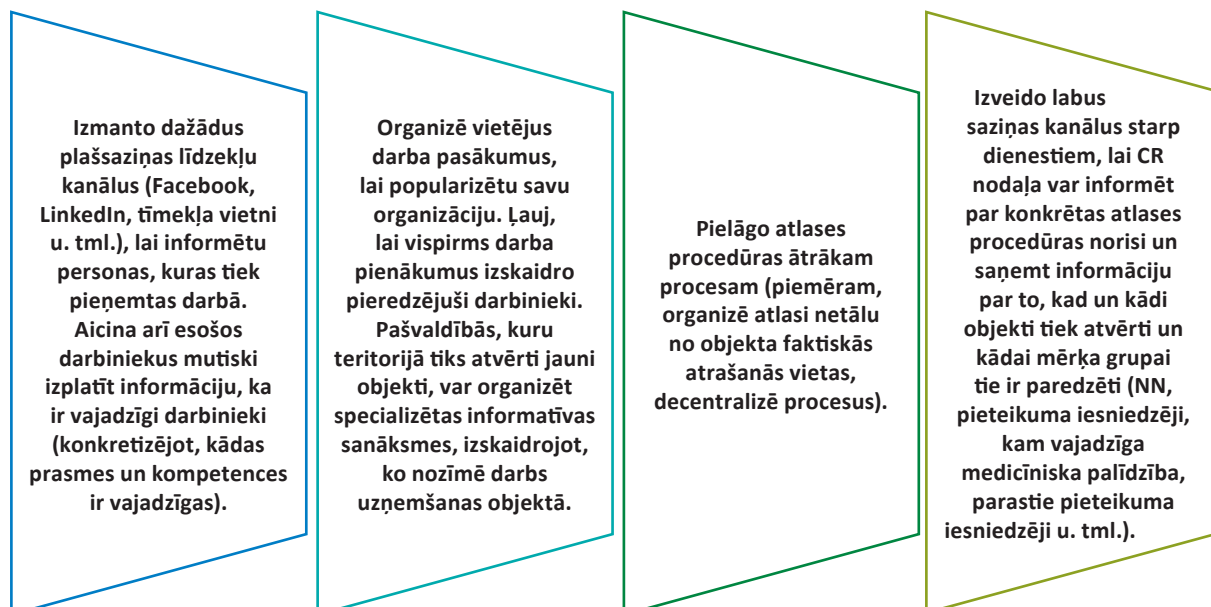 Izmanto dažādus
plašsaziņas līdzekļu
kanālus (Facebook,
LinkedIn, tīmekļa vietni
u. tml.), lai informētu
personas, kuras tiek
pieņemtas darbā.
Aicina arī esošos
darbiniekus mutiski
izplatīt informāciju, ka
ir vajadzīgi darbinieki
(konkretizējot, kādas
prasmes un kompetences
ir vajadzīgas).
Organizē vietējus
darba pasākumus,
lai popularizētu savu
organizāciju. Ļauj,
lai vispirms darba
pienākumus izskaidro
pieredzējuši darbinieki.
Pašvaldībās, kuru
teritorijā tiks atvērti jauni
objekti, var organizēt
specializētas informatīvas
sanāksmes, izskaidrojot,
ko nozīmē darbs
uzņemšanas objektā.
Pielāgo atlases
procedūras ātrākam
procesam (piemēram,
organizē atlasi netālu
no objekta faktiskās
atrašanās vietas,
decentralizē procesus).
Izveido labus
saziņas kanālus starp
dienestiem, lai CR
nodaļa var informēt
par konkrētas atlases
procedūras norisi un
saņemt informāciju
par to, kad un kādi
objekti tiek atvērti un
kādai mērķa grupai
tie ir paredzēti (NN,
pieteikuma iesniedzēji,
kam vajadzīga
medicīniska palīdzība,
parastie pieteikuma
iesniedzēji u. tml.).